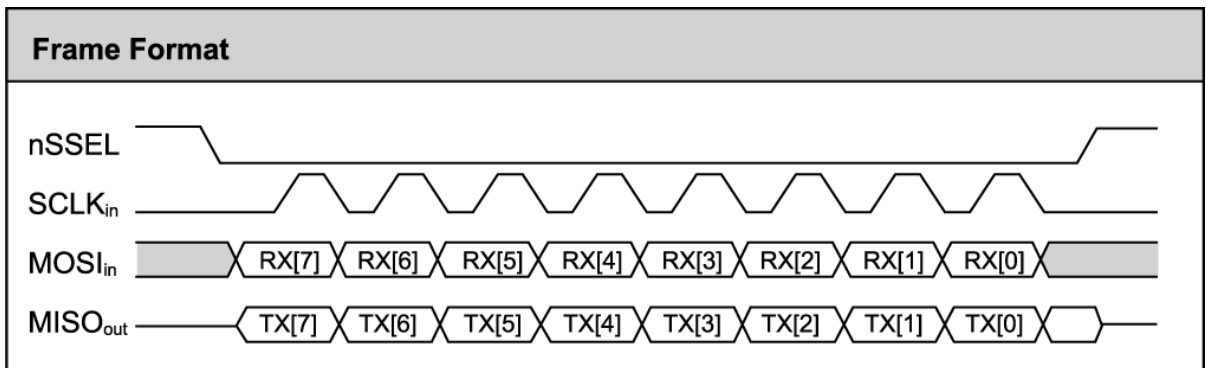 Frame Format
nSSEL
SCLKin
MOSIin RX[7] RX[6] RX[5] RX[4] RX[3] RX[2] RX[1] RX[0]
MISOout TX[7] TX[6] TX[5] TX[4] TX[3] TX[2] TX[1] TX[0]